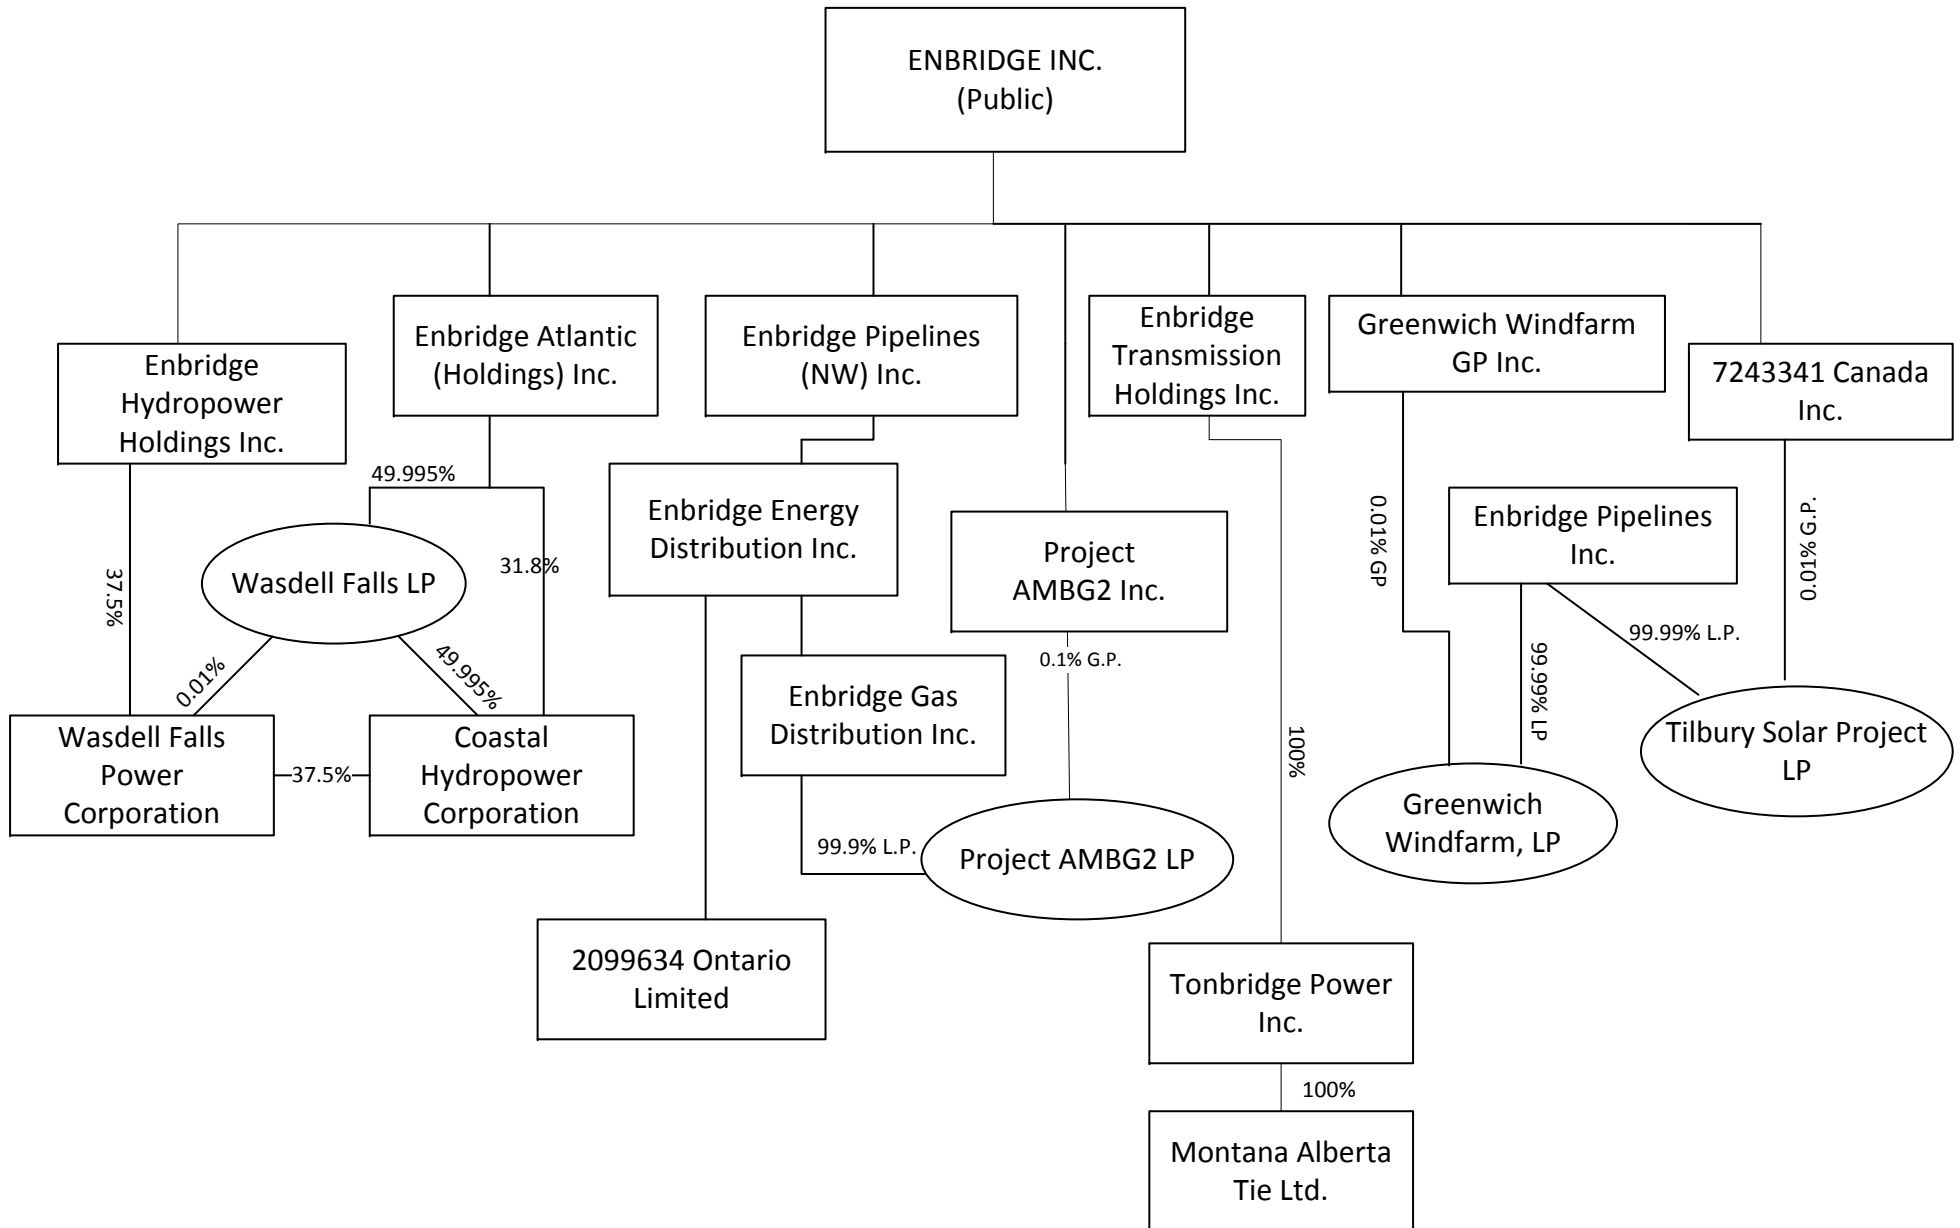 ENBRIDGE INC.
(Public)
Enbridge
Hydropower
Holdings Inc.
Enbridge Atlantic
(Holdings) Inc.
Enbridge Pipelines
(NW) Inc.
Enbridge
Transmission
Holdings Inc.
Greenwich Windfarm
GP Inc.
7243341 Canada
Inc.
49.995%
31.8%
37.5%
Wasdell Falls LP
0.01%
49.995%
Enbridge Energy
Distribution Inc.
Project
AMBG2 Inc.
0.01% GP
Enbridge Pipelines
Inc.
0.01% G.P.
99.99% L.P.
99.99% LP
0.1% G.P.
Wasdell Falls
Power
Corporation
37.5%
Coastal
Hydropower
Corporation
Enbridge Gas
Distribution Inc.
100%
Tilbury Solar Project
LP
Greenwich
Windfarm, LP
99.9% L.P.
Project AMBG2 LP
2099634 Ontario
Limited
Tonbridge Power
Inc.
100%
Montana Alberta
Tie Ltd.